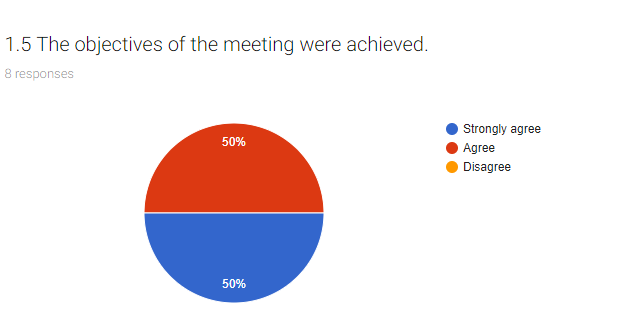 1.5 The objectives of the meeting were achieved.
8 responses
50%
50%
Strongly agree
Agree
Disagree